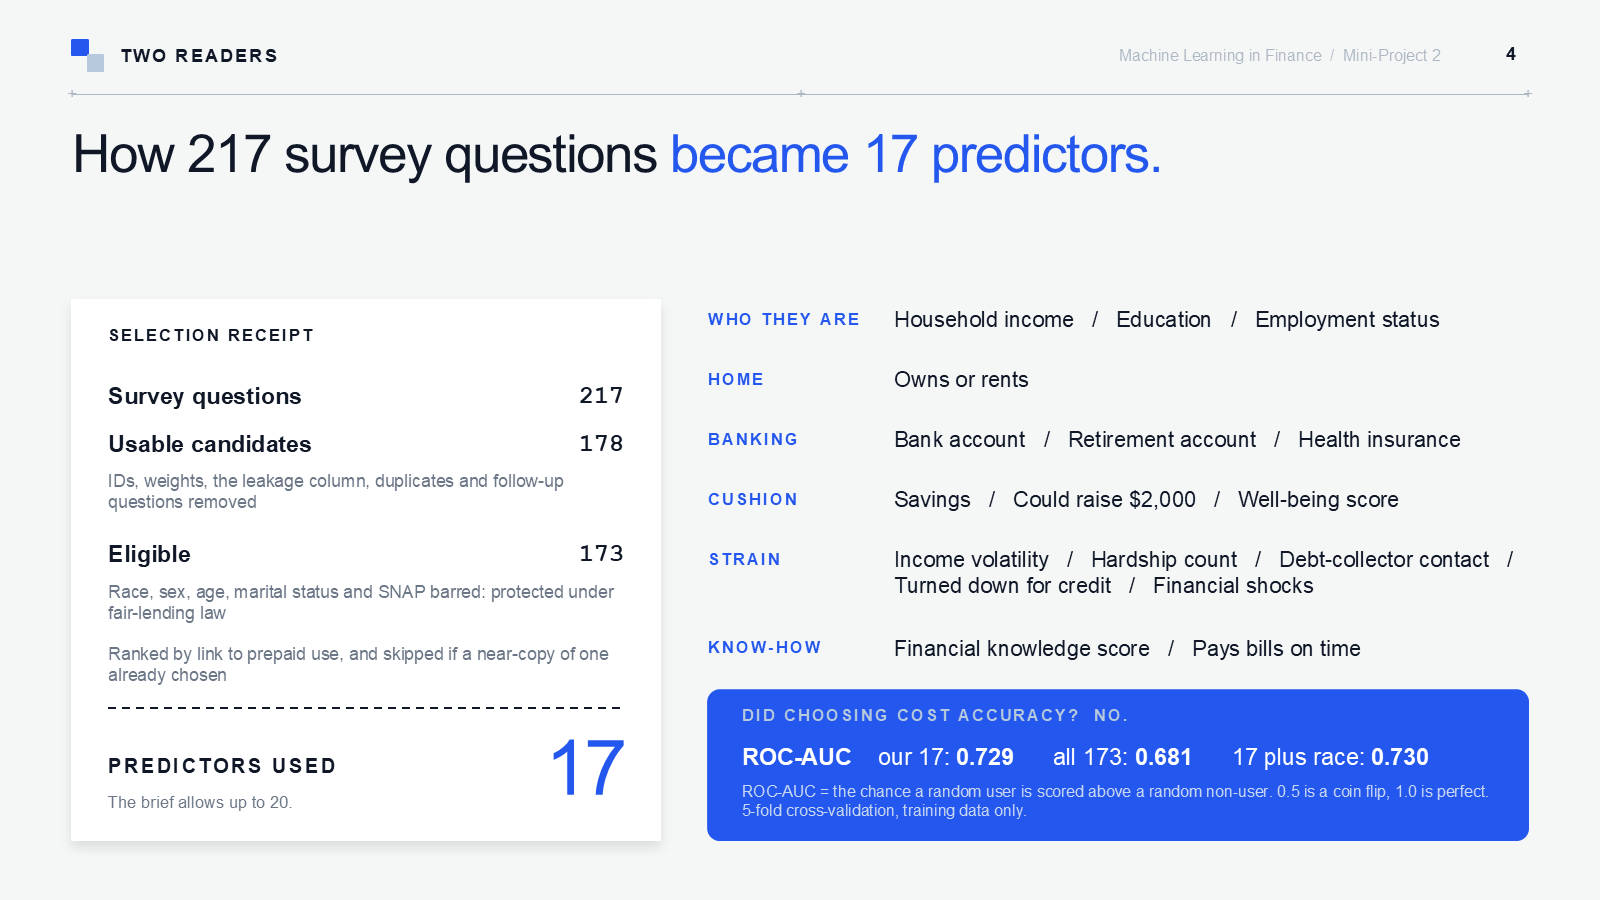 TWO READERS
Machine Learning in Finance / Mini-Project 2
4
How 217 survey questions became 17 predictors.
SELECTION RECEIPT
Survey questions 217
Usable candidates 178
IDs, weights, the leakage column, duplicates and follow-up
questions removed
Eligible 173
Race, sex, age, marital status and SNAP barred: protected under
fair-lending law
Ranked by link to prepaid use, and skipped if a near-copy of one
already chosen
PREDICTORS USED 17
The brief allows up to 20.
WHO THEY ARE Household income / Education / Employment status
HOME Owns or rents
BANKING Bank account / Retirement account / Health insurance
CUSHION Savings / Could raise $2,000 / Well-being score
STRAIN Income volatility / Hardship count / Debt-collector contact /
Turned down for credit / Financial shocks
KNOW-HOW Financial knowledge score / Pays bills on time
DID CHOOSING COST ACCURACY? NO.
ROC-AUC our 17: 0.729 all 173: 0.681 17 plus race: 0.730
ROC-AUC = the chance a random user is scored above a random non-user. 0.5 is a coin flip, 1.0 is perfect.
5-fold cross-validation, training data only.